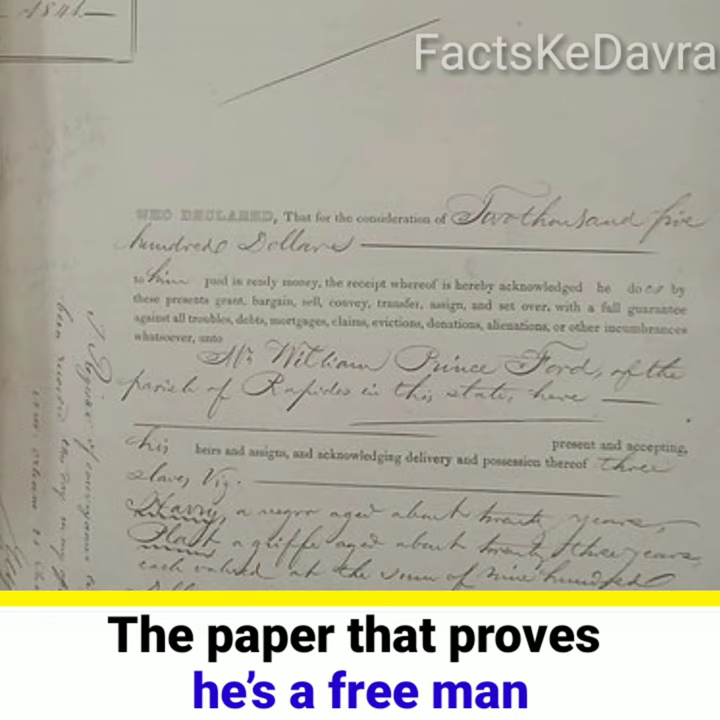 1841.—
FactsKeDavra
WHO DECLARED, That for the consideration of Two thousand five
hundred Dollars
to him paid in ready money, the receipt whereof is hereby acknowledged he does by
these presents grant, bargain, sell, convey, transfer, assign, and set over, with a full guarantee
against all troubles, debts, mortgages, claims, evictions, donations, alienations, or other incumbrances
whatsoever, unto
Mr William Prince Ford, of the
parish of Rapides in this state, here
present and accepting,
his heirs and assigns, and acknowledging delivery and possession thereof three
slaves, Viz.
Harry, a negro aged about twenty years,
Platt a griffe aged about twenty three years,
each valued at the sum of nine hundred
The paper that proves
he's a free man